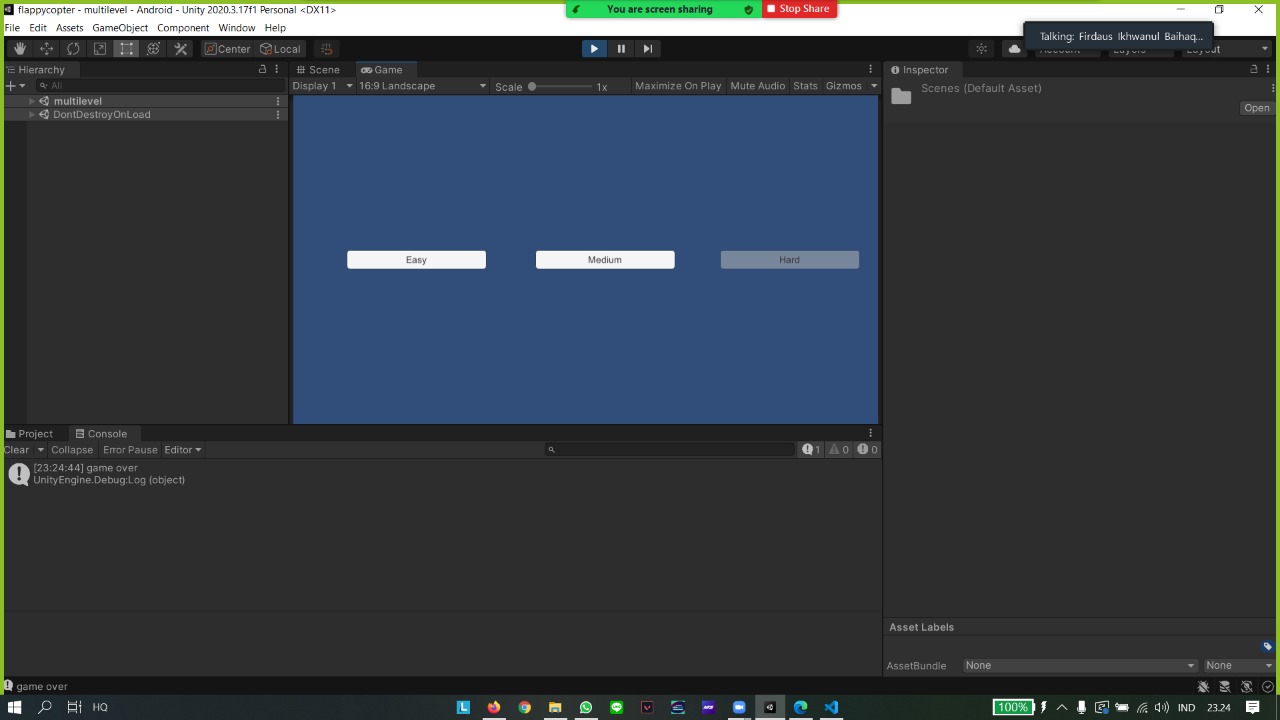 flappycopter - multilevel - Android - Unity 2020.3.17f1 Personal <DX11>
You are screen sharing
Stop Share
File Edit Assets GameObject Component Window Help
Talking: Firdaus Ikhwanul Baihaq...
Center Local
Hierarchy
Scene Game
Inspector
All
Display 1 16:9 Landscape Scale 1x Maximize On Play Mute Audio Stats Gizmos
Scenes (Default Asset)
Open
multilevel
DontDestroyOnLoad
Easy Medium Hard
Project Console
Clear Collapse Error Pause Editor 1 0 0
[23:24:44] game over
UnityEngine.Debug:Log (object)
Asset Labels
AssetBundle None None
game over
HQ 100% IND 23.24